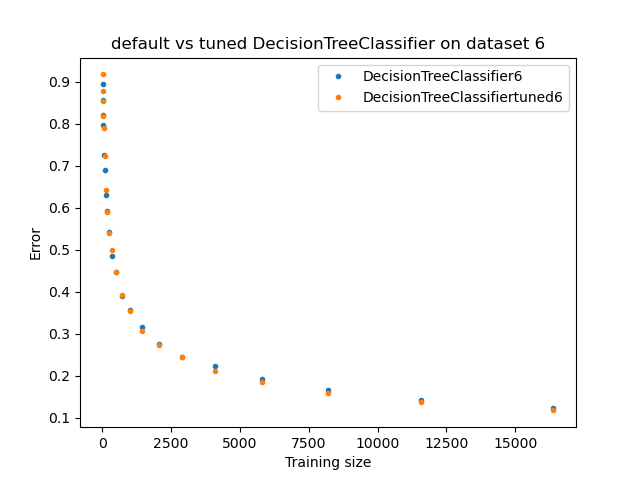 default vs tuned DecisionTreeClassifier on dataset 6
DecisionTreeClassifier6
DecisionTreeClassifiertuned6
0.9
0.8
0.7
0.6
0.5
0.4
0.3
0.2
0.1
Error
0 2500 5000 7500 10000 12500 15000
Training size